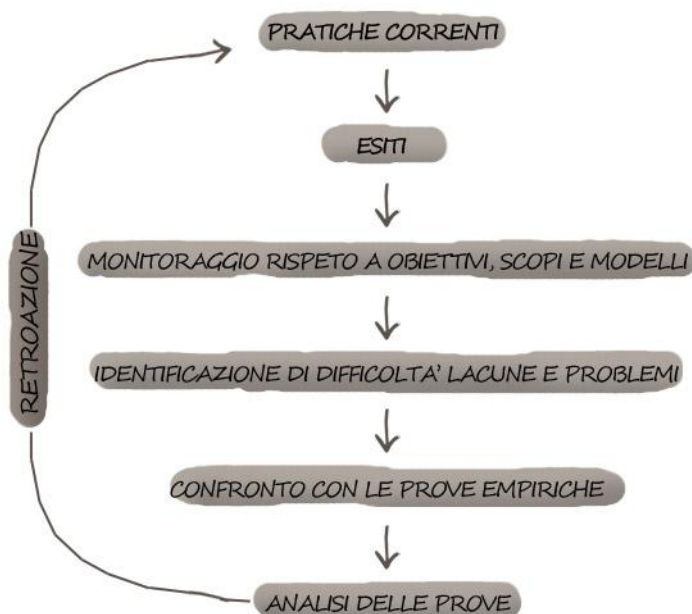 PRATICHE CORRENTI
ESITI
MONITORAGGIO RISPETO A OBIETTIVI, SCOPI E MODELLI
RETROAZIONE
IDENTIFICAZIONE DI DIFFICOLTA' LACUNE E PROBLEMI
CONFRONTO CON LE PROVE EMPIRICHE
ANALISI DELLE PROVE